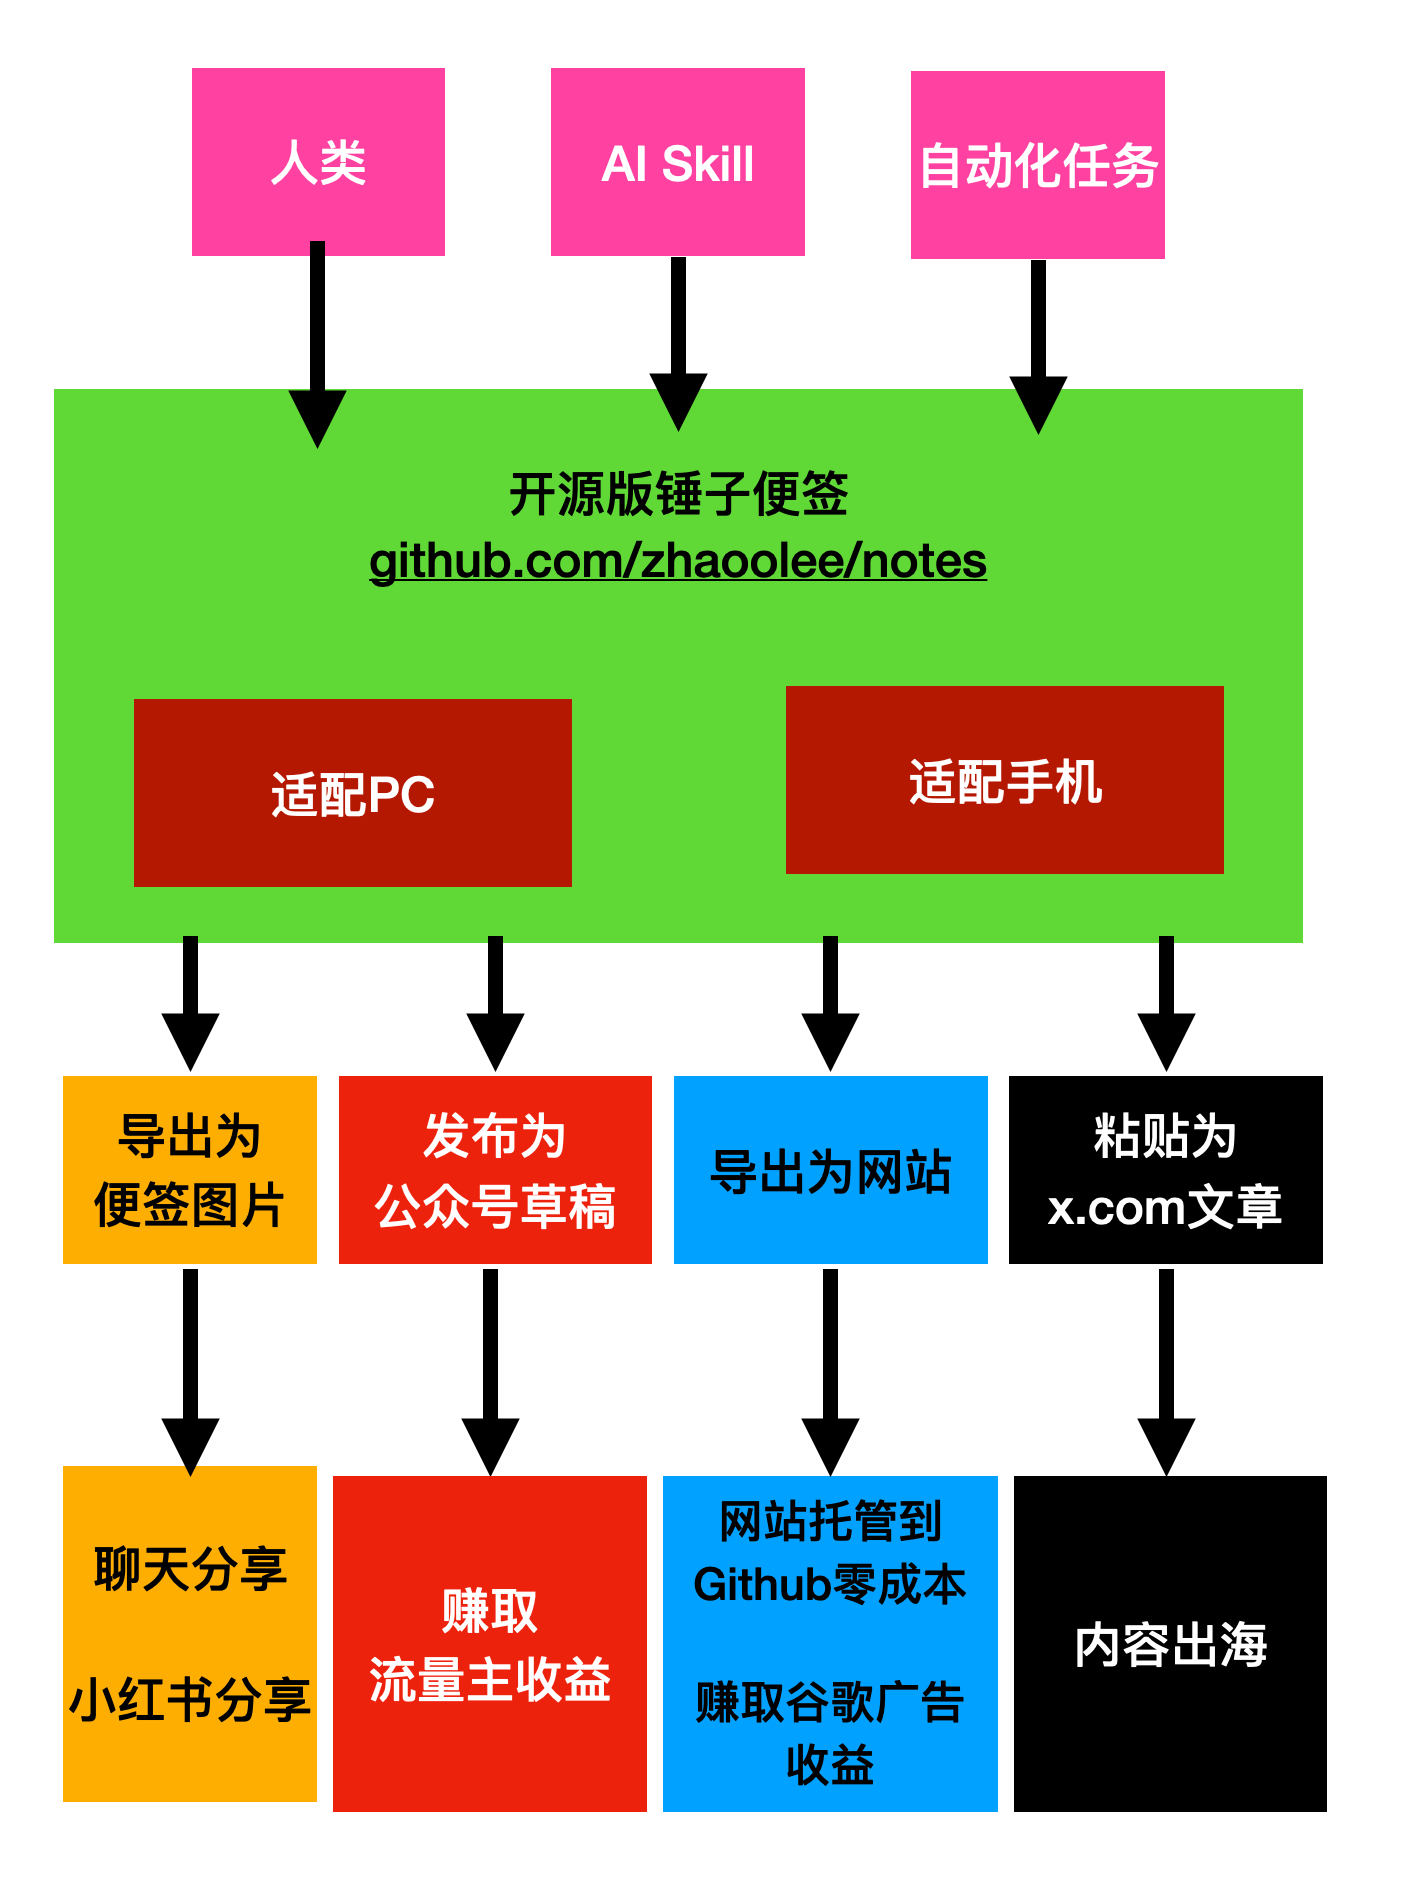 人类
AI Skill
自动化任务
开源版锤子便签
github.com/zhaoolee/notes
适配PC
适配手机
导出为
便签图片
发布为
公众号草稿
导出为网站
粘贴为
x.com文章
聊天分享
小红书分享
赚取
流量主收益
网站托管到
Github零成本
赚取谷歌广告
收益
内容出海